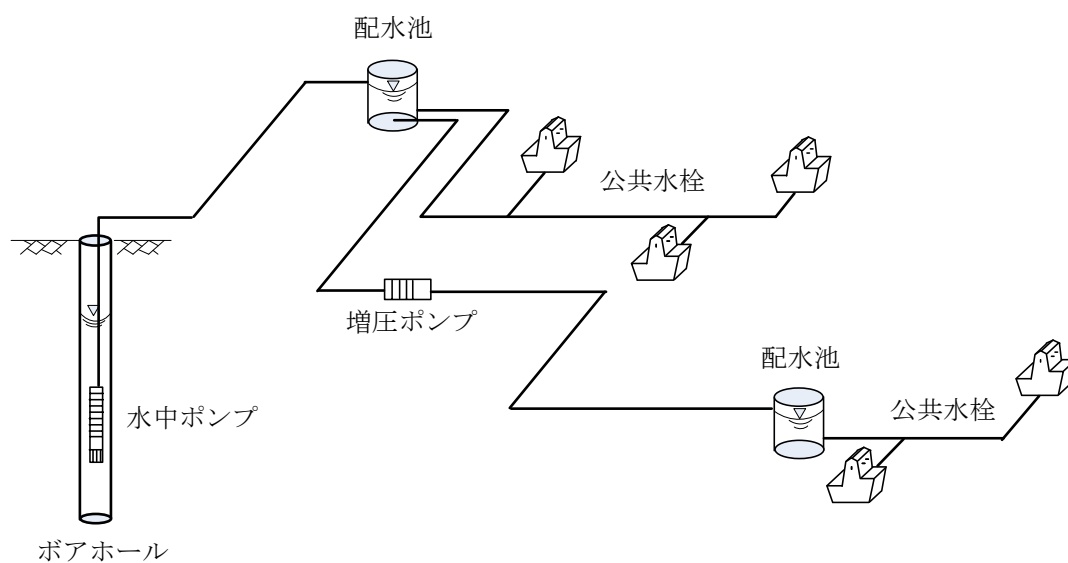 配水池
公共水栓
増圧ポンプ
配水池
公共水栓
水中ポンプ
ボアホール